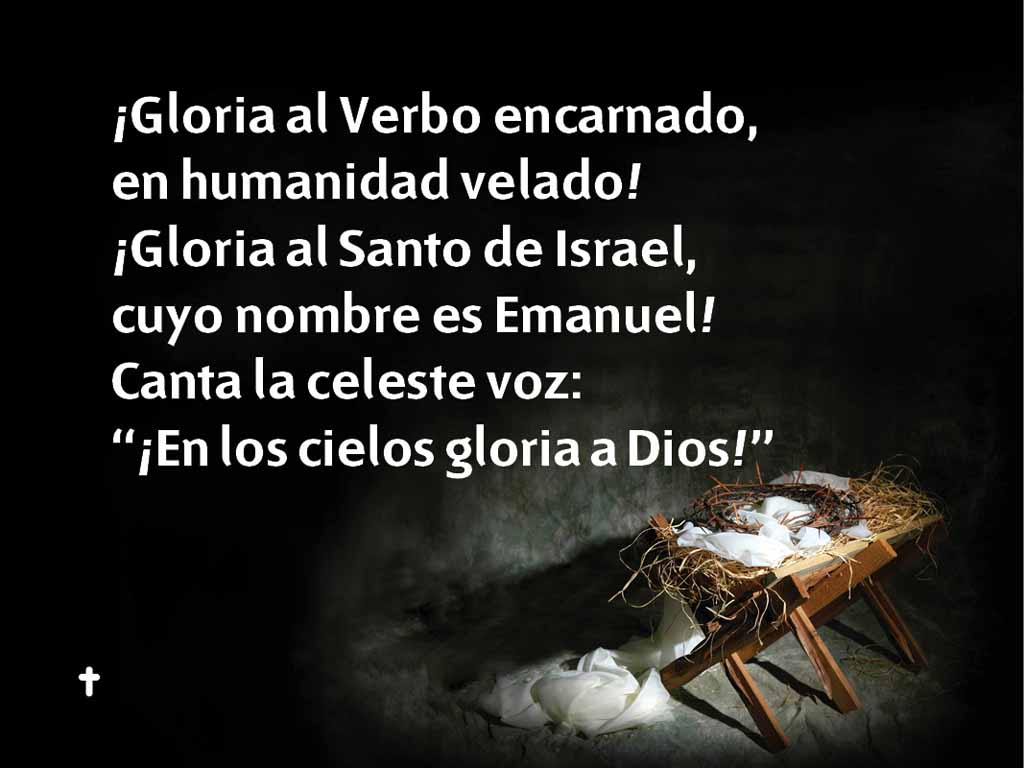 ¡Gloria al Verbo encarnado,
en humanidad velado!
¡Gloria al Santo de Israel,
cuyo nombre es Emanuel!
Canta la celeste voz:
“¡En los cielos gloria a Dios!”